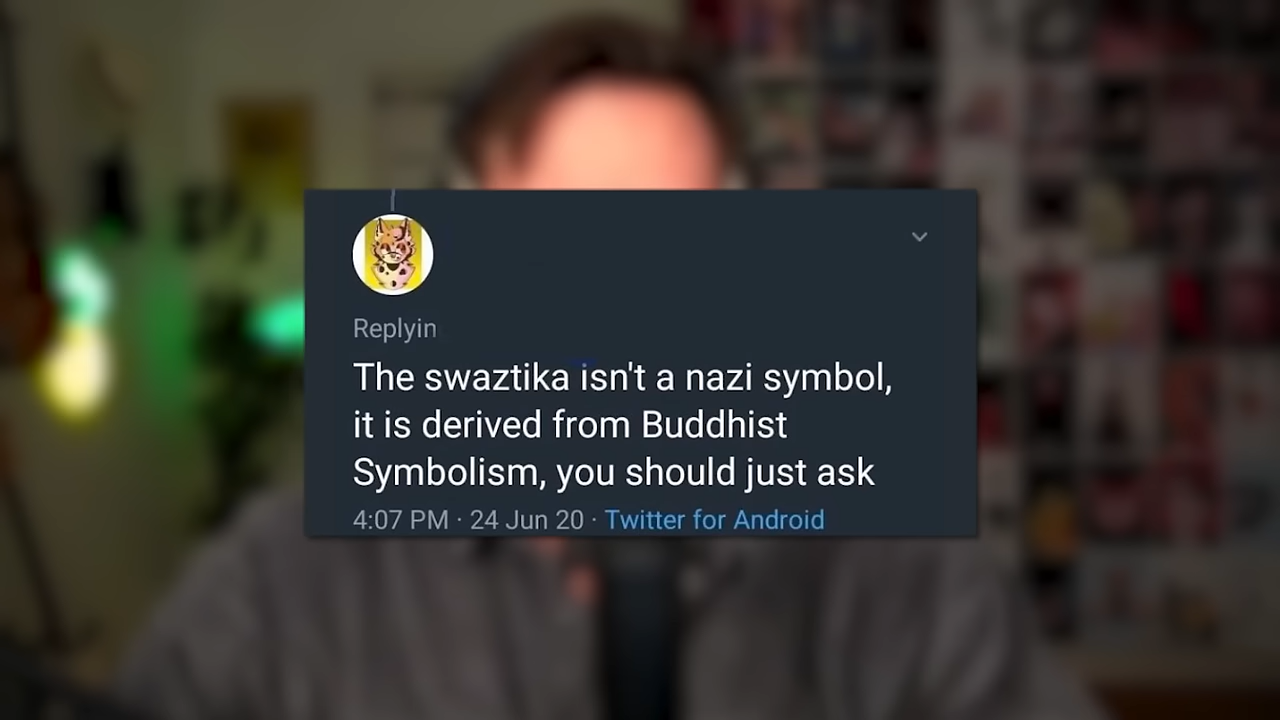 Replyin
The swaztika isn't a nazi symbol,
it is derived from Buddhist
Symbolism, you should just ask
4:07 PM · 24 Jun 20 · Twitter for Android